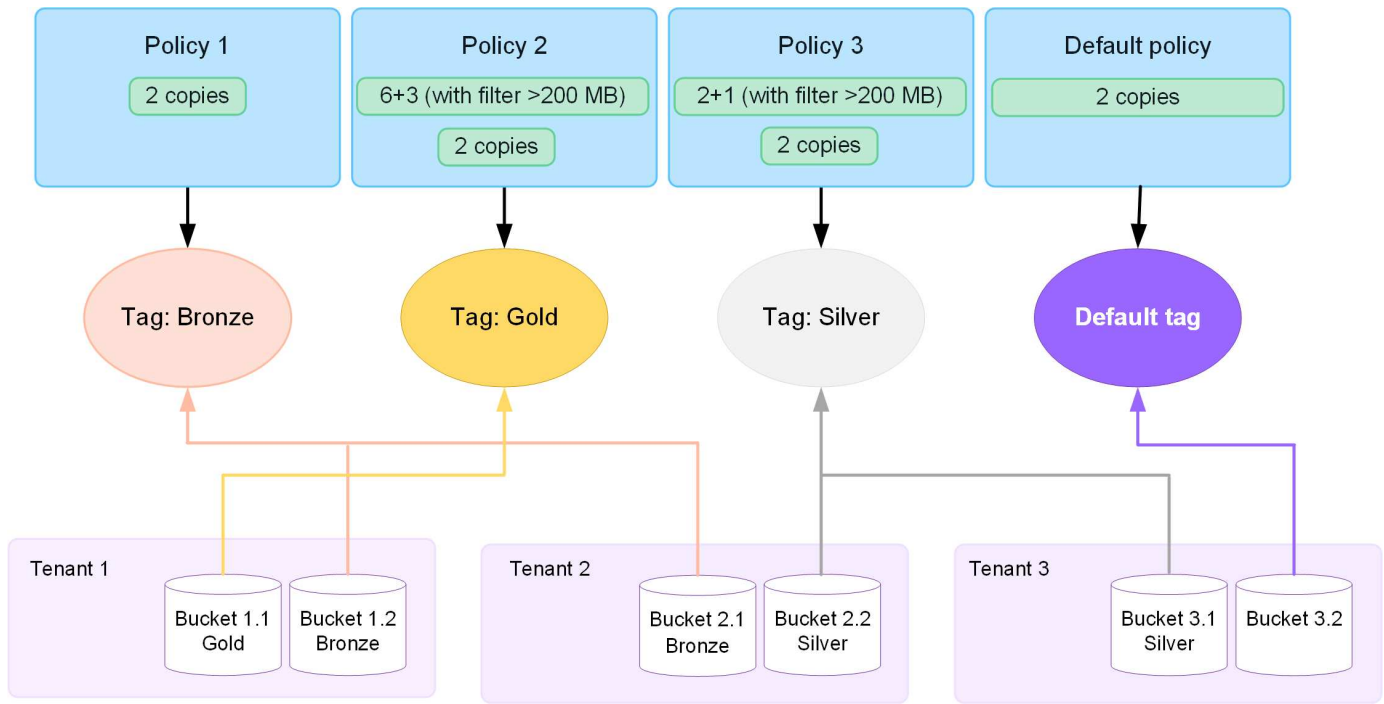 Policy 1
2 copies
Policy 2
6+3 (with filter >200 MB)
2 copies
Policy 3
2+1 (with filter >200 MB)
2 copies
Default policy
2 copies
Tag: Bronze
Tag: Gold
Tag: Silver
Default tag
Tenant 1
Bucket 1.1
Gold
Bucket 1.2
Bronze
Tenant 2
Bucket 2.1
Bronze
Bucket 2.2
Silver
Tenant 3
Bucket 3.1
Silver
Bucket 3.2